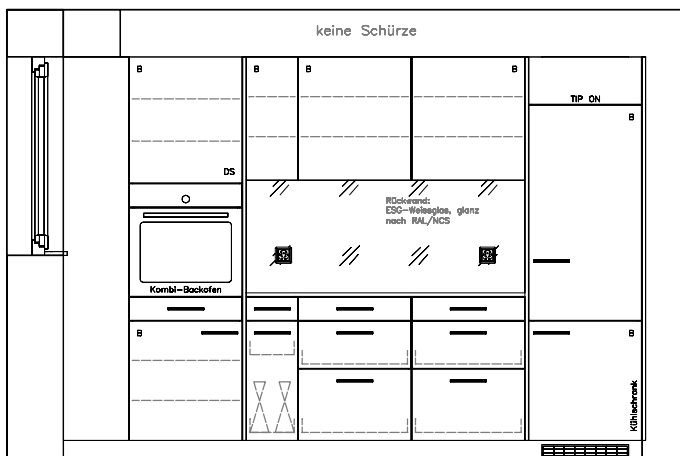 keine Schürze
B
B
B
B
TIP ON
B
DS
Rückwand:
ESG-Weissglas, glanz
nach RAL/NCS
Kombi-Backofen
B
B
Kühlschrank